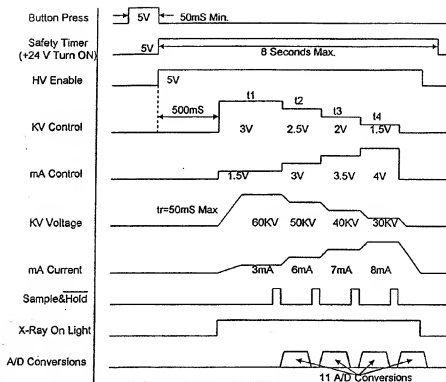 Button Press
5V
50mS Min.
Safety Timer
(+24 V Turn ON)
5V
8 Seconds Max.
HV Enable
5V
500mS
t1
t2
t3
t4
KV Control
3V
2.5V
2V
1.5V
mA Control
1.5V
3V
3.5V
4V
tr=50mS Max
KV Voltage
60KV
50KV
40KV
30KV
mA Current
3mA
6mA
7mA
8mA
Sample&Hold
X-Ray On Light
A/D Conversions
11 A/D Conversions